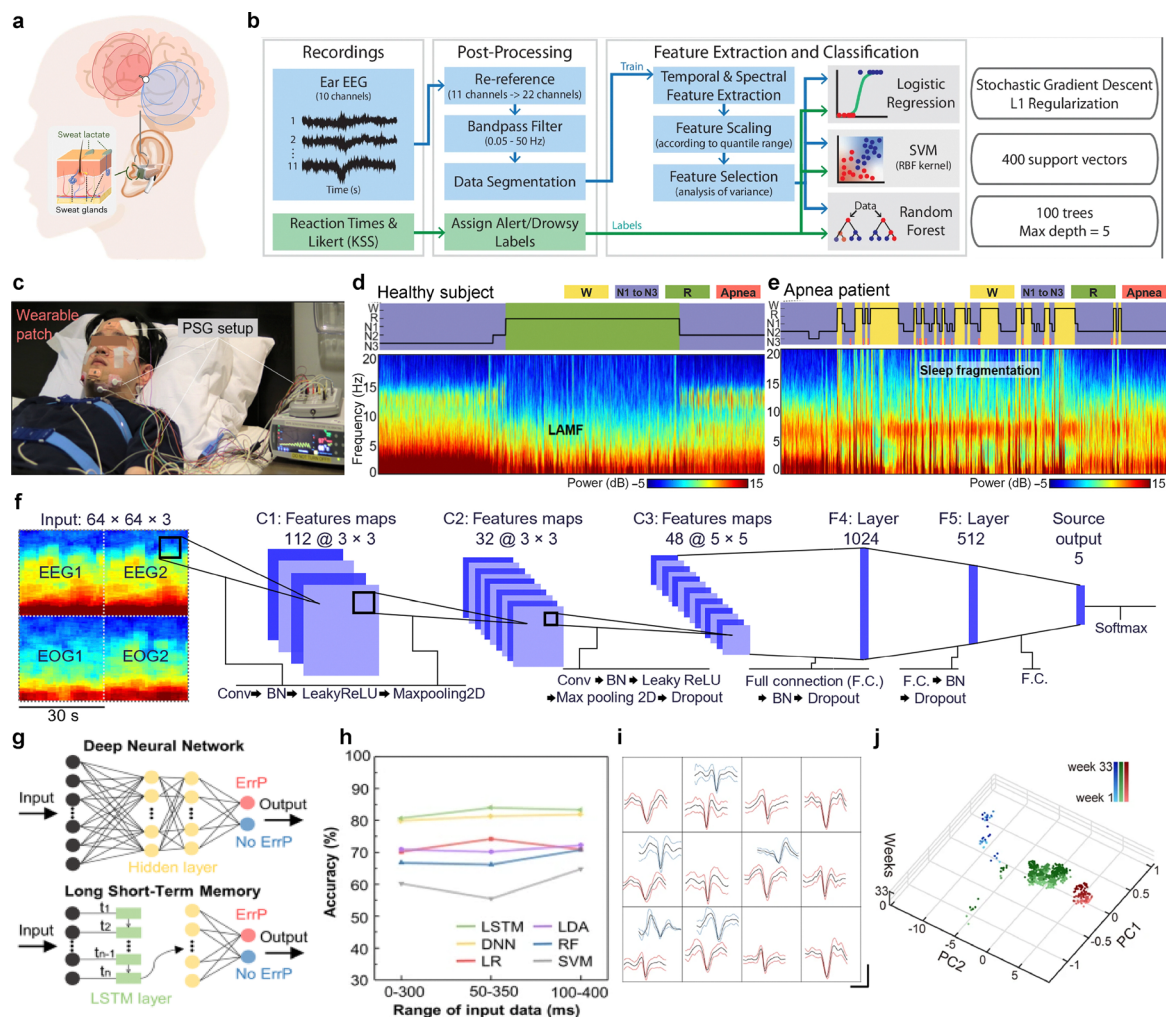 a
Sweat lactate
Sweat glands
b
Recordings
Ear EEG
(10 channels)
1
2
11
Time (s)
Reaction Times &
Likert (KSS)
Post-Processing
Re-reference
(11 channels -> 22 channels)
Bandpass Filter
(0.05 - 50 Hz)
Data Segmentation
Assign Alert/Drowsy
Labels
Feature Extraction and Classification
Train
Temporal & Spectral
Feature Extraction
Feature Scaling
(according to quantile range)
Feature Selection
(analysis of variance)
Labels
Logistic
Regression
SVM
(RBF kernel)
Data
Random
Forest
Stochastic Gradient Descent
L1 Regularization
400 support vectors
100 trees
Max depth = 5
c
Wearable
patch
PSG setup
d
Healthy subject
W
N1 to N3
R
Apnea
W
R
N1
N2
N3
20
15
10
5
0
Frequency (Hz)
LAMF
Power (dB) −5 15
e
Apnea patient
W
N1 to N3
R
Apnea
W
R
N1
N2
N3
20
15
10
5
0
Sleep fragmentation
Power (dB) −5 15
f
Input: 64 × 64 × 3
EEG1
EEG2
EOG1
EOG2
30 s
C1: Features maps
112 @ 3 × 3
C2: Features maps
32 @ 3 × 3
C3: Features maps
48 @ 5 × 5
F4: Layer
1024
F5: Layer
512
Source
output
5
Softmax
Conv BN LeakyReLU Maxpooling2D
Conv BN Leaky ReLU
Max pooling 2D Dropout
Full connection (F.C.)
BN Dropout
F.C. BN
Dropout
F.C.
g
Deep Neural Network
Input
ErrP
Output
No ErrP
Hidden layer
Long Short-Term Memory
Input
t1
t2
tn-1
tn
ErrP
Output
No ErrP
LSTM layer
h
100
90
80
70
60
50
40
30
Accuracy (%)
LSTM
DNN
LR
LDA
RF
SVM
0-300
50-350
100-400
Range of input data (ms)
i
j
week 33
week 1
Weeks
33
0
-10
-5
0
5
PC2
1
0.5
0
-0.5
-1
PC1